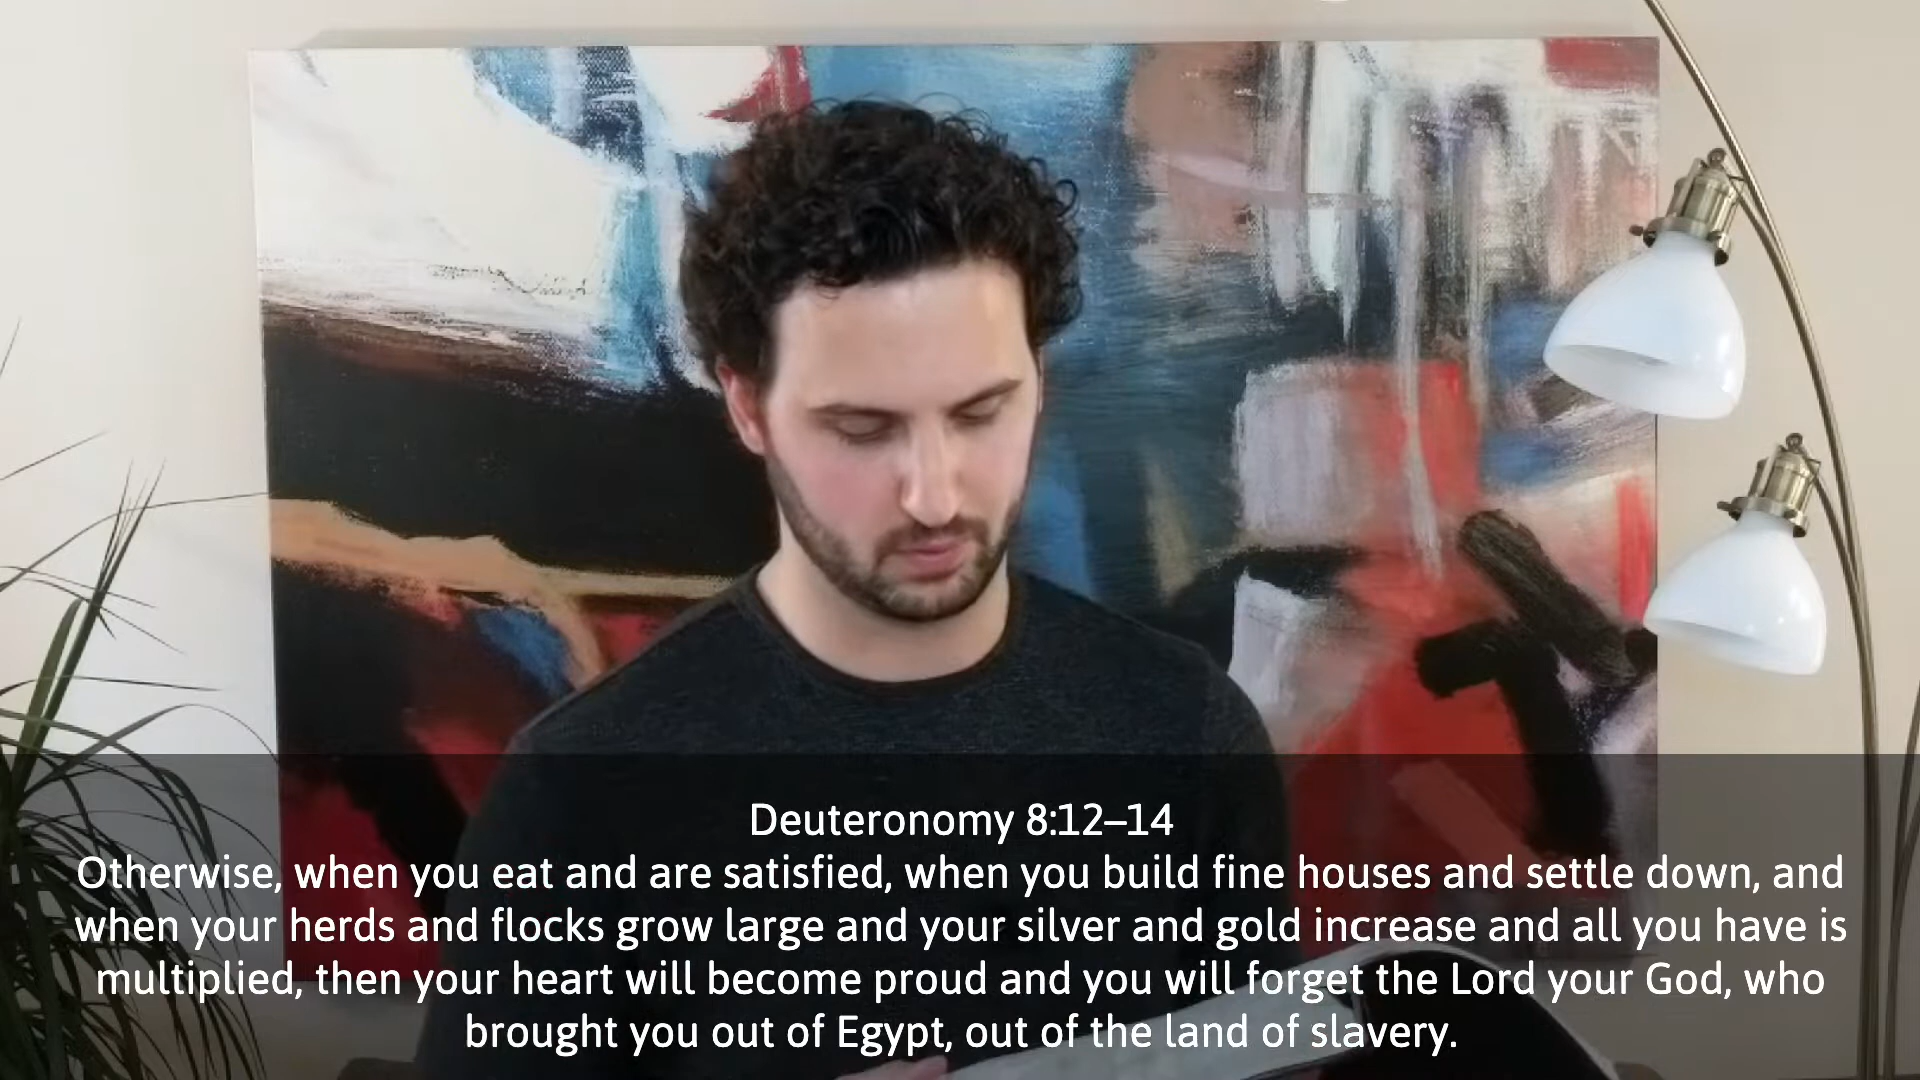 Deuteronomy 8:12–14
Otherwise, when you eat and are satisfied, when you build fine houses and settle down, and
when your herds and flocks grow large and your silver and gold increase and all you have is
multiplied, then your heart will become proud and you will forget the Lord your God, who
brought you out of Egypt, out of the land of slavery.